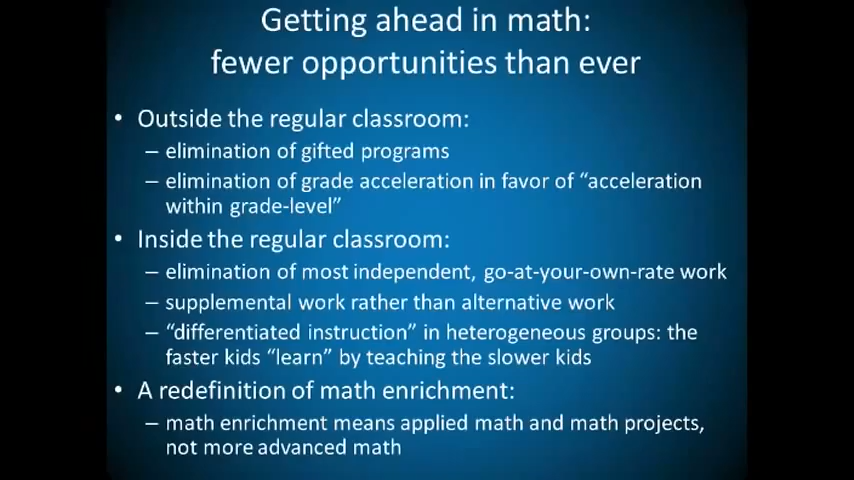 Getting ahead in math:
fewer opportunities than ever
• Outside the regular classroom:
– elimination of gifted programs
– elimination of grade acceleration in favor of “acceleration
within grade-level”
• Inside the regular classroom:
– elimination of most independent, go-at-your-own-rate work
– supplemental work rather than alternative work
– “differentiated instruction” in heterogeneous groups: the
faster kids “learn” by teaching the slower kids
• A redefinition of math enrichment:
– math enrichment means applied math and math projects,
not more advanced math